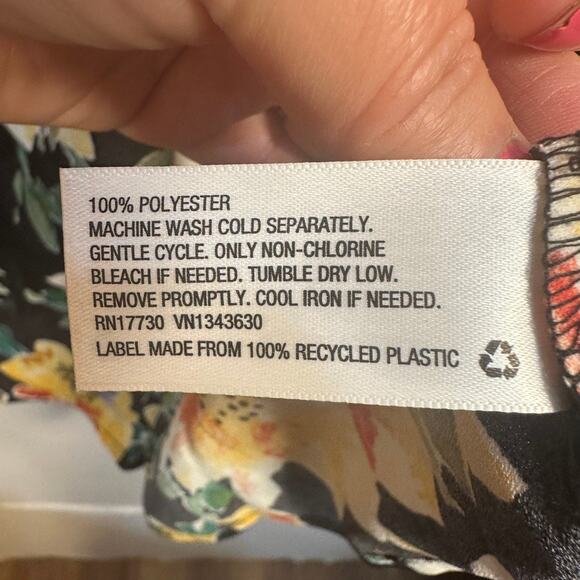 100% POLYESTER
MACHINE WASH COLD SEPARATELY.
GENTLE CYCLE. ONLY NON-CHLORINE
BLEACH IF NEEDED. TUMBLE DRY LOW.
REMOVE PROMPTLY. COOL IRON IF NEEDED.
RN17730 VN1343630
LABEL MADE FROM 100% RECYCLED PLASTIC